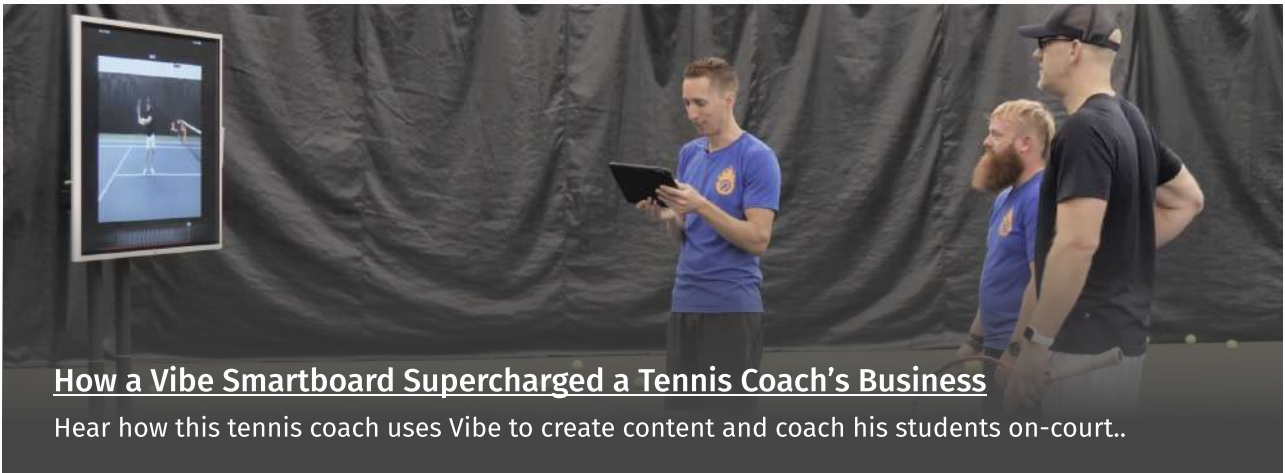 How a Vibe Smartboard Supercharged a Tennis Coach's Business
Hear how this tennis coach uses Vibe to create content and coach his students on-court..